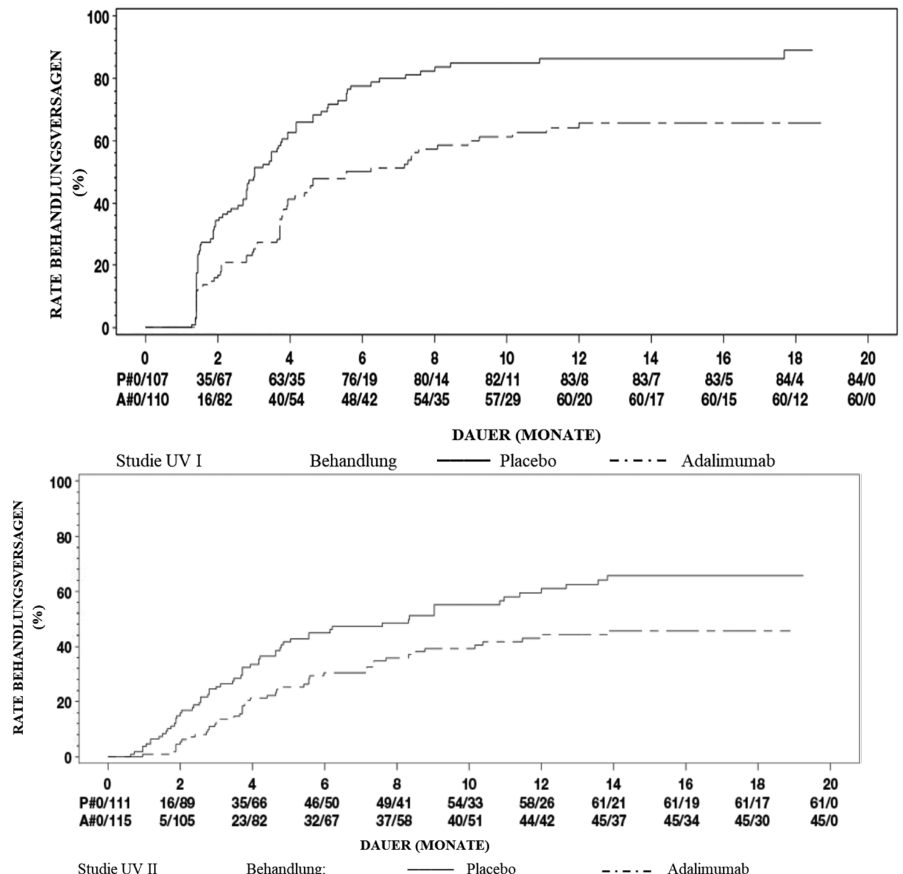 RATE BEHANDLUNGSVERSAGEN
(%)
100
80
60
40
20
0
0 2 4 6 8 10 12 14 16 18 20
P#0/107 35/67 63/35 76/19 80/14 82/11 83/8 83/7 83/5 84/4 84/0
A#0/110 16/82 40/54 48/42 54/35 57/29 60/20 60/17 60/15 60/12 60/0
DAUER (MONATE)
Studie UV I Behandlung Placebo Adalimumab
RATE BEHANDLUNGSVERSAGEN
(%)
100
80
60
40
20
0
0 2 4 6 8 10 12 14 16 18 20
P#0/111 16/89 35/66 46/50 49/41 54/33 58/26 61/21 61/19 61/17 61/0
A#0/115 5/105 23/82 32/67 37/58 40/51 44/42 45/37 45/34 45/30 45/0
DAUER (MONATE)
Studie UV II Behandlung: Placebo Adalimumab